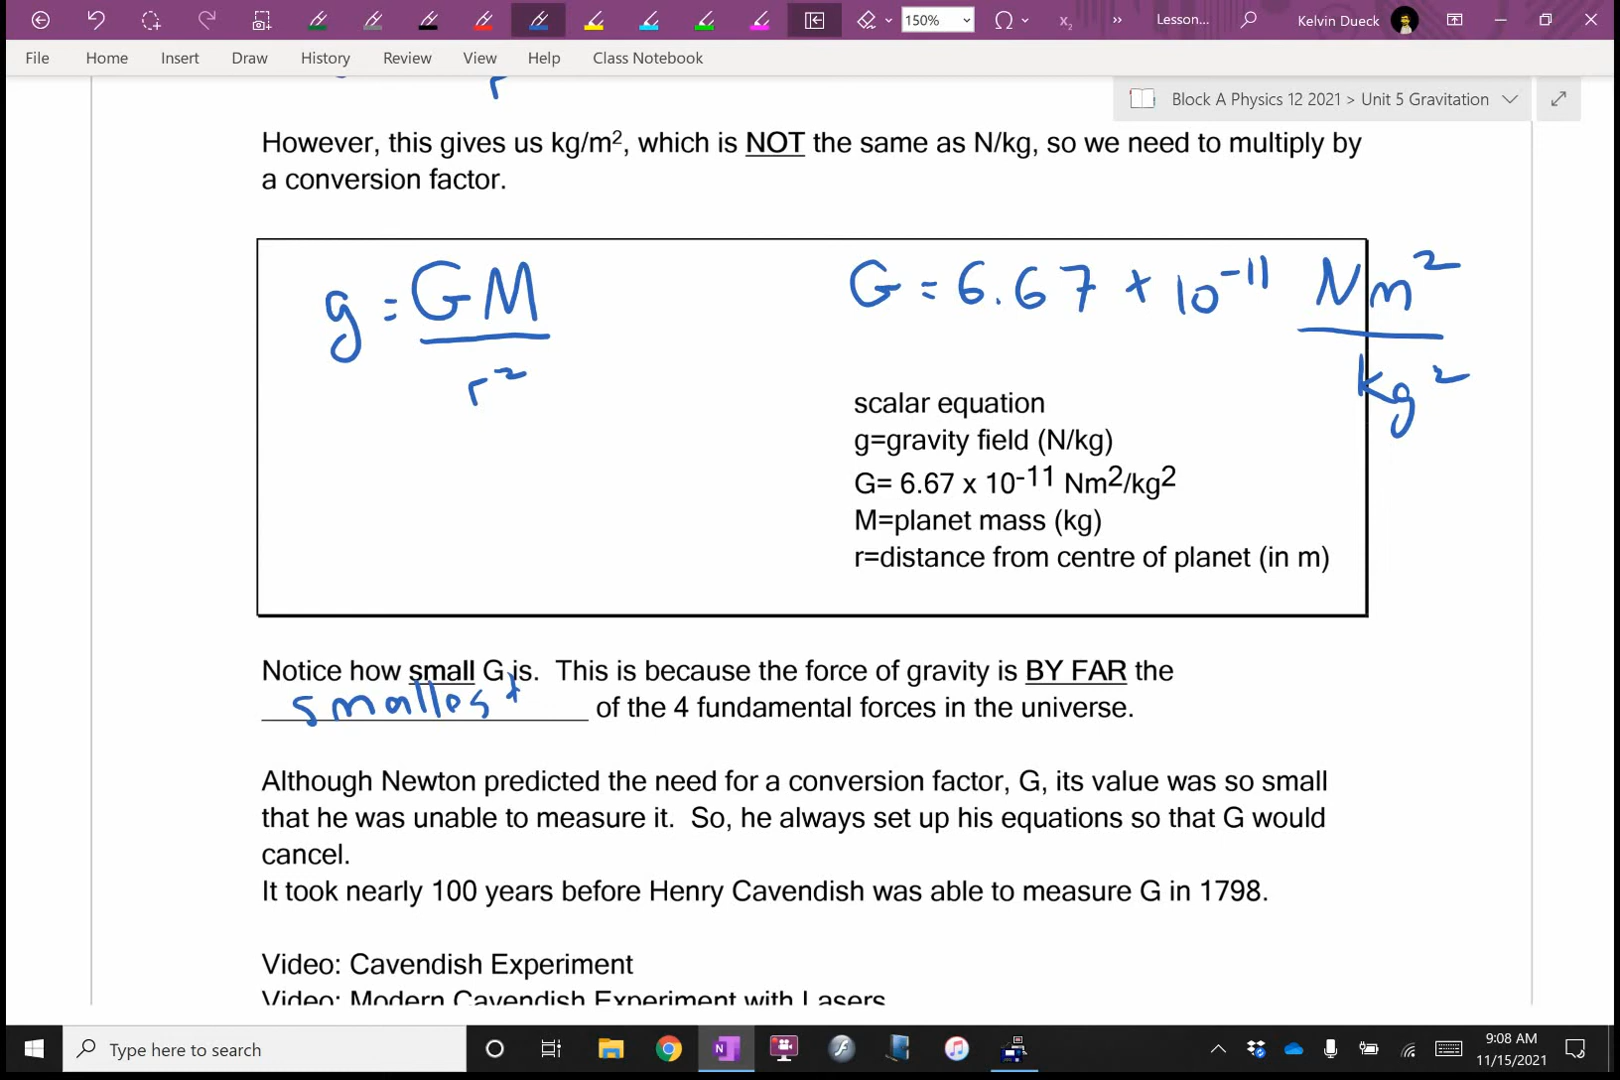 150%
Lesson...
Kelvin Dueck
File Home Insert Draw History Review View Help Class Notebook
Block A Physics 12 2021 > Unit 5 Gravitation
r
However, this gives us kg/m², which is NOT the same as N/kg, so we need to multiply by
a conversion factor.
g = GM / r²
G = 6.67 x 10⁻¹¹ Nm² / kg²
scalar equation
g=gravity field (N/kg)
G= 6.67 x 10⁻¹¹ Nm²/kg²
M=planet mass (kg)
r=distance from centre of planet (in m)
Notice how small G is. This is because the force of gravity is BY FAR the
smallest of the 4 fundamental forces in the universe.
Although Newton predicted the need for a conversion factor, G, its value was so small
that he was unable to measure it. So, he always set up his equations so that G would
cancel.
It took nearly 100 years before Henry Cavendish was able to measure G in 1798.
Video: Cavendish Experiment
Video: Modern Cavendish Experiment with Lasers
Type here to search
9:08 AM
11/15/2021